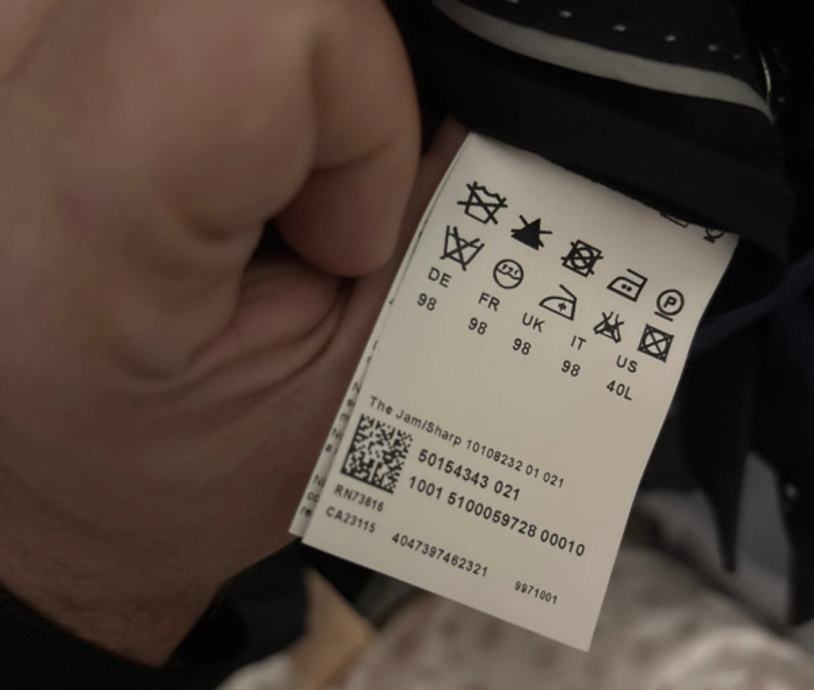 DE FR UK IT US
98 98 98 98 40L
The Jam/Sharp 10108232 01 021
50154343 021
1001 5100059728 00010
RN73616
CA23115
4047397462321 9971001